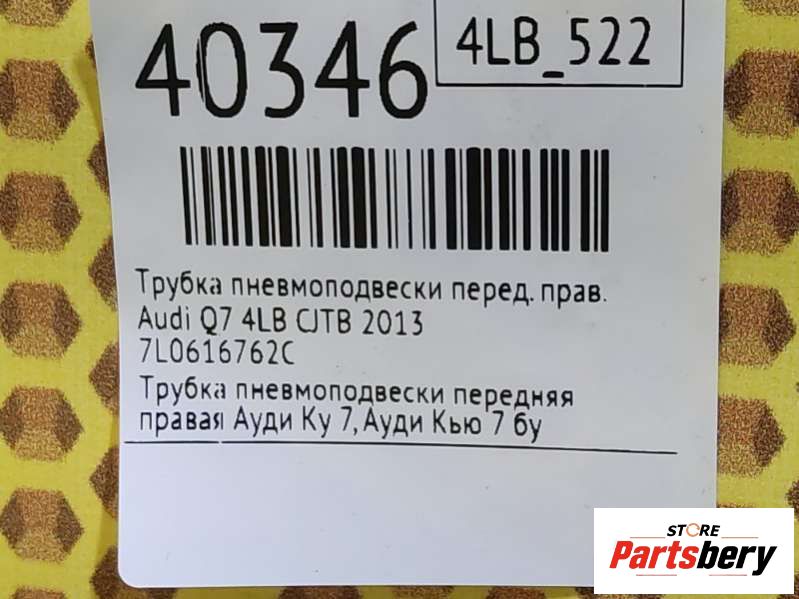 40346
4LB_522
Трубка пневмоподвески перед. прав.
Audi Q7 4LB CJTB 2013
7L0616762C
Трубка пневмоподвески передняя
правая Ауди Ку 7, Ауди Кью 7 бу
STORE
Partsbery